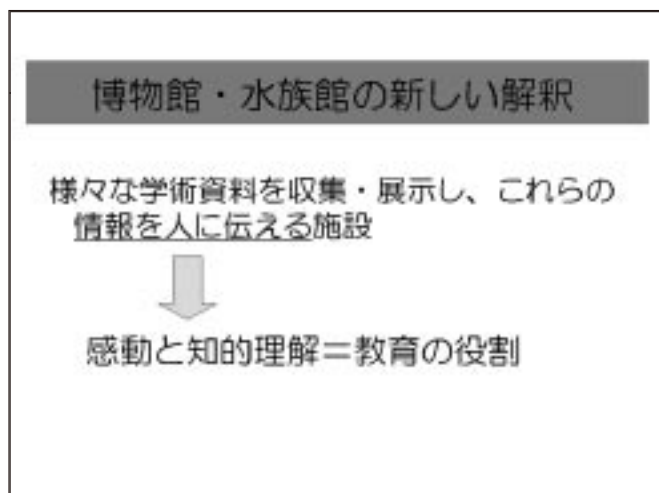 博物館・水族館の新しい解釈
様々な学術資料を収集・展示し、これらの
情報を人に伝える施設
感動と知的理解＝教育の役割